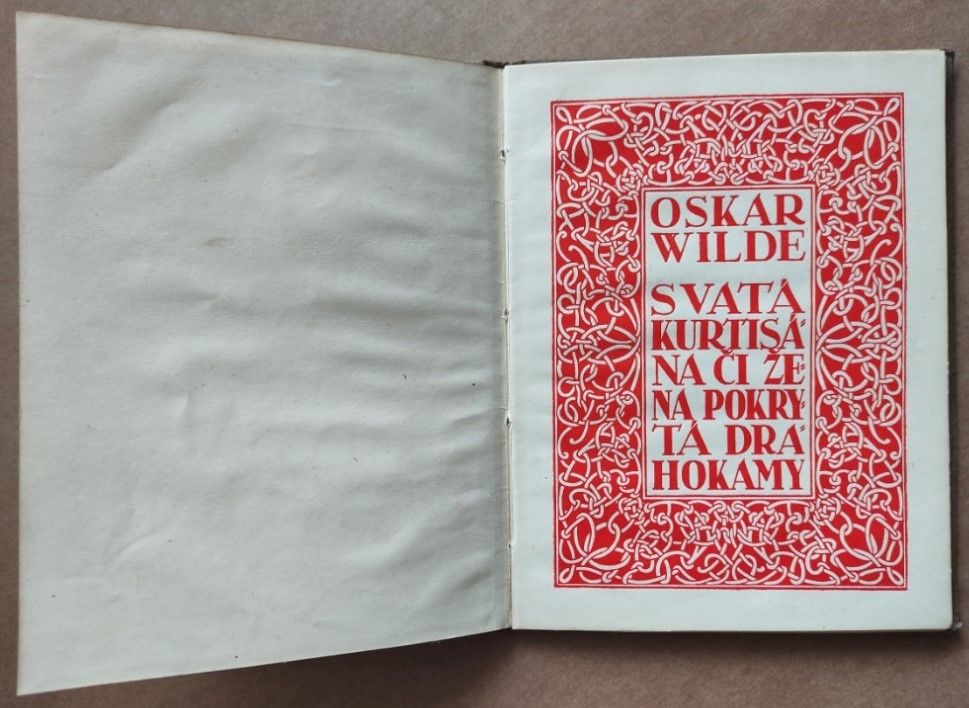 OSKAR
WILDE
SVATÁ
KURTISÁ-
NA ČI ŽE-
NA POKRY-
TÁ DRA-
HOKAMY